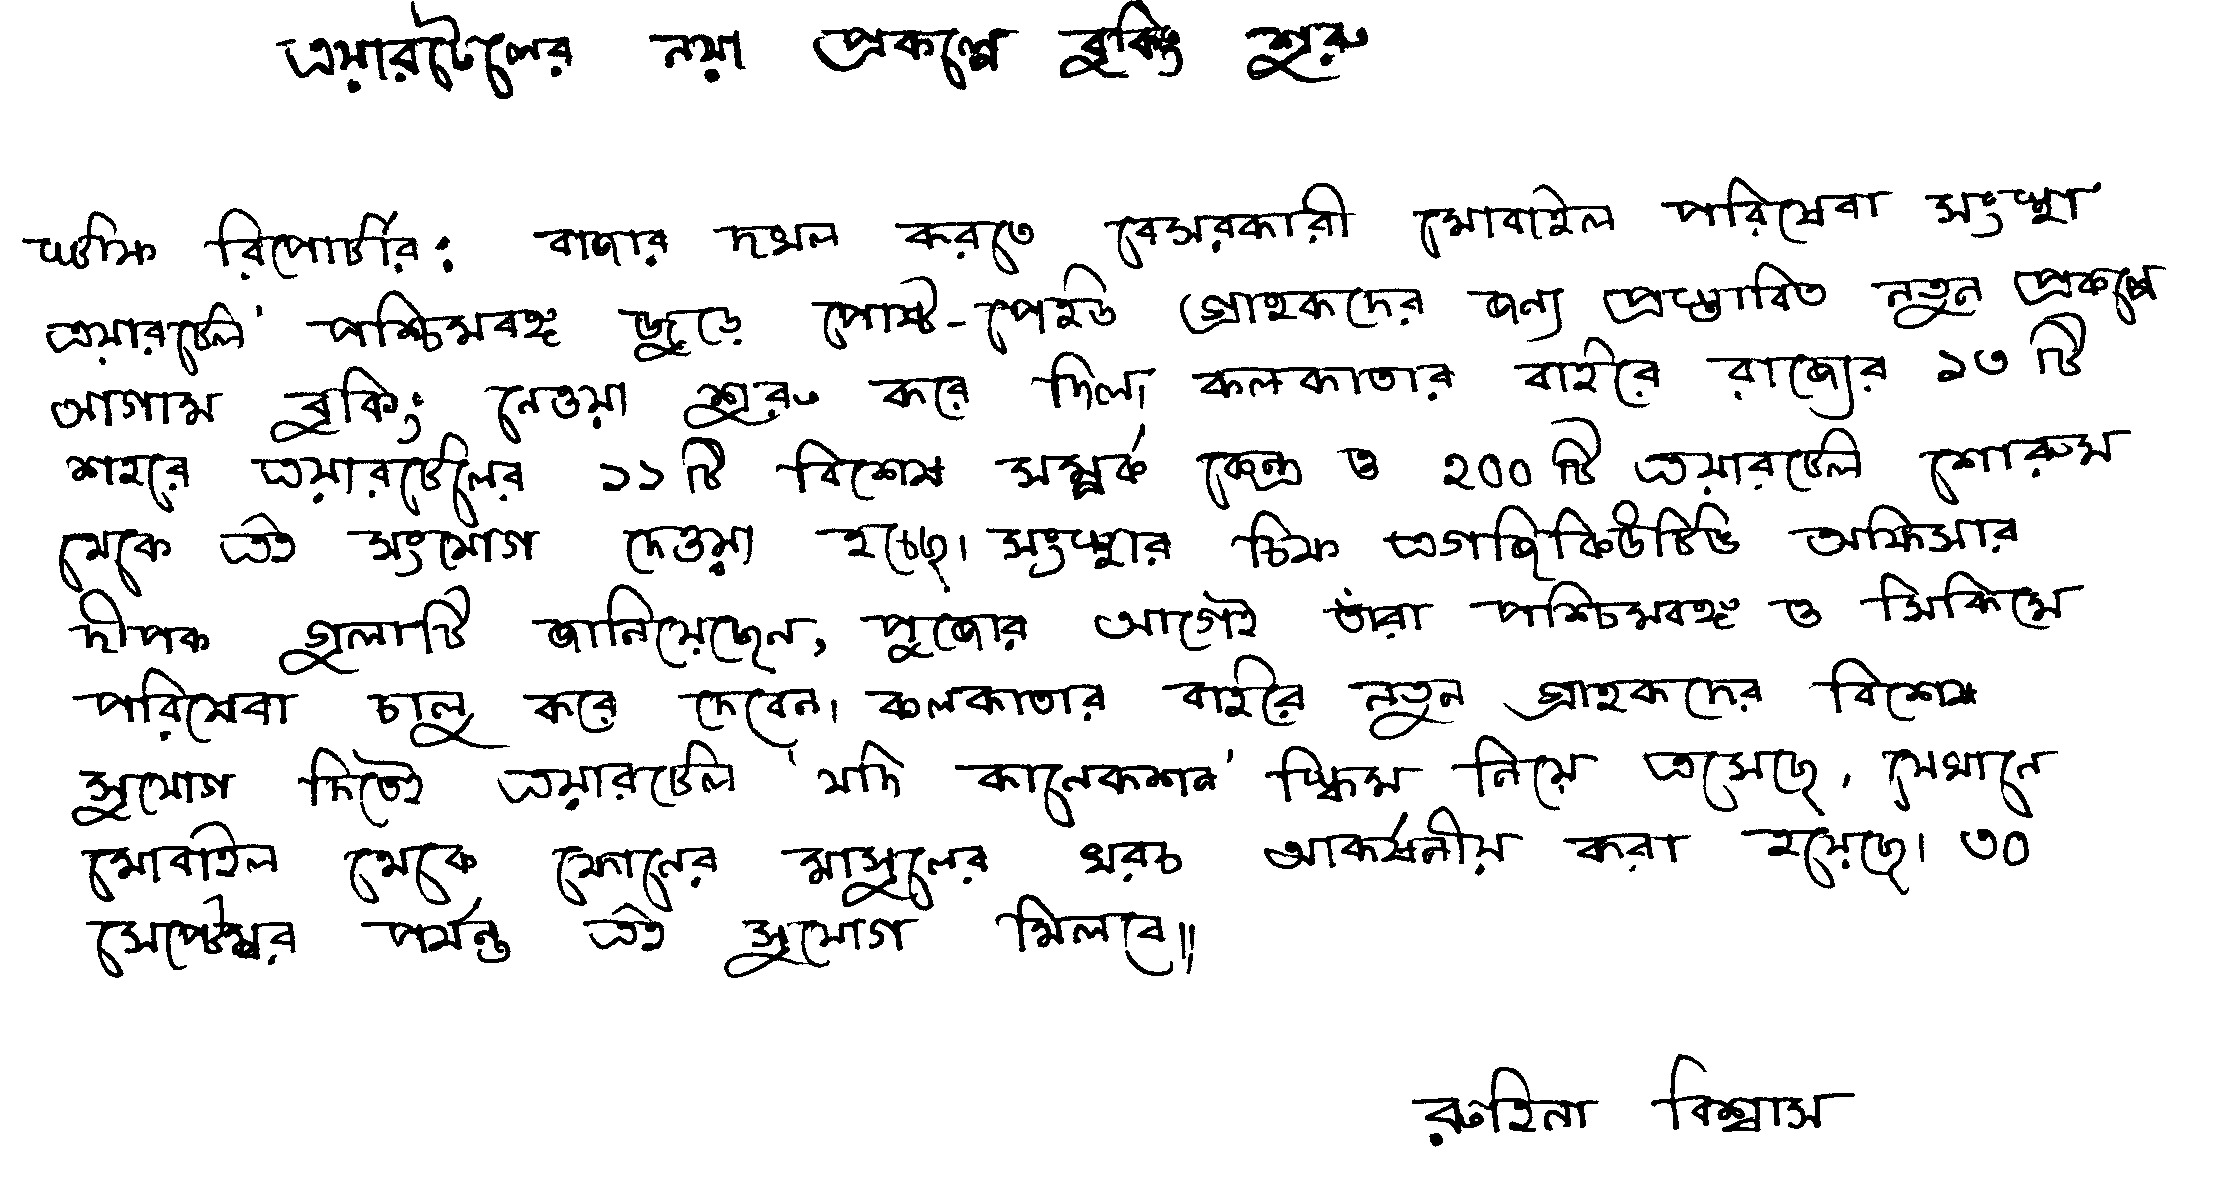 এয়ারটেলের নয়া প্রকল্পে বুকিং শুরু
ষ্টাফ রিপোর্টার: বাজার দখল করতে বেসরকারী মোবাইল পরিষেবা সংস্থা
এয়ারটেল পশ্চিমবঙ্গ জুড়ে পোষ্ট-পেইড গ্রাহকদের জন্য প্রস্তাবিত নতুন প্রকল্পে
আগাম বুকিং নেওয়া শুরু করে দিল। কলকাতার বাইরে রাজ্যের ১৩ টি
শহরে এয়ারটেলের ১১ টি বিশেষ সম্পর্ক কেন্দ্র ও ২০০ টি এয়ারটেল শোরুম
থেকে এই সংযোগ দেওয়া হচ্ছে। সংস্থার চিফ এগজিকিউটিভ অফিসার
দীপক গুলাটি জানিয়েছেন, পুজোর আগেই তাঁরা পশ্চিমবঙ্গ ও সিকিমে
পরিষেবা চালু করে দেবেন। কলকাতার বাইরে নতুন গ্রাহকদের বিশেষ
সুযোগ দিতেই এয়ারটেল 'যদি কানেকশন' স্কিম নিয়ে এসেছে, যেখানে
মোবাইল থেকে ফোনের মাসুলের খরচ আকর্ষনীয় করা হয়েছে। ৩০
সেপ্টেম্বর পর্যন্ত এই সুযোগ মিলবে॥
রুহিনা বিশ্বাস